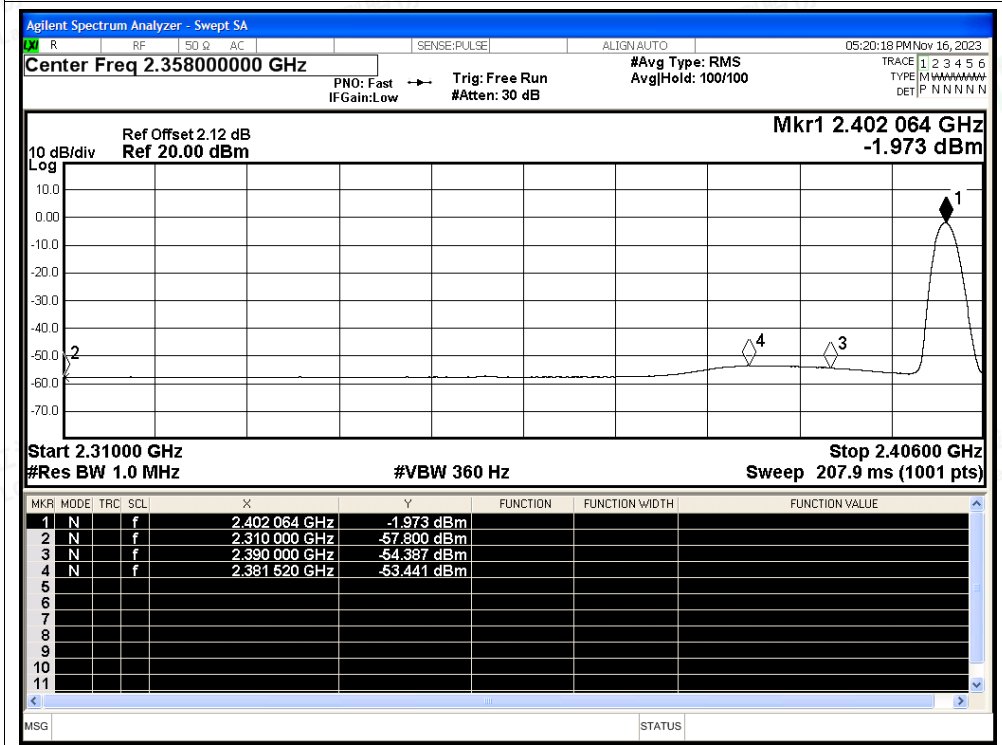 Agilent Spectrum Analyzer - Swept SA
LXI R RF 50 Ω AC SENSE:PULSE ALIGN AUTO 05:20:18 PM Nov 16, 2023
Center Freq 2.358000000 GHz
PNO: Fast
IFGain:Low
Trig: Free Run
#Atten: 30 dB
#Avg Type: RMS
Avg|Hold: 100/100
TRACE 1 2 3 4 5 6
TYPE M WWWWW
DET P N N N N N
Ref Offset 2.12 dB
10 dB/div Ref 20.00 dBm
Log
Mkr1 2.402 064 GHz
-1.973 dBm
10.0
0.00
-10.0
-20.0
-30.0
-40.0
-50.0
-60.0
-70.0
1
2
4
3
Start 2.31000 GHz Stop 2.40600 GHz
#Res BW 1.0 MHz #VBW 360 Hz Sweep 207.9 ms (1001 pts)
MKR MODE TRC SCL X Y FUNCTION FUNCTION WIDTH FUNCTION VALUE
1 N f 2.402 064 GHz -1.973 dBm
2 N f 2.310 000 GHz -57.800 dBm
3 N f 2.390 000 GHz -54.387 dBm
4 N f 2.381 520 GHz -53.441 dBm
5
6
7
8
9
10
11
MSG STATUS